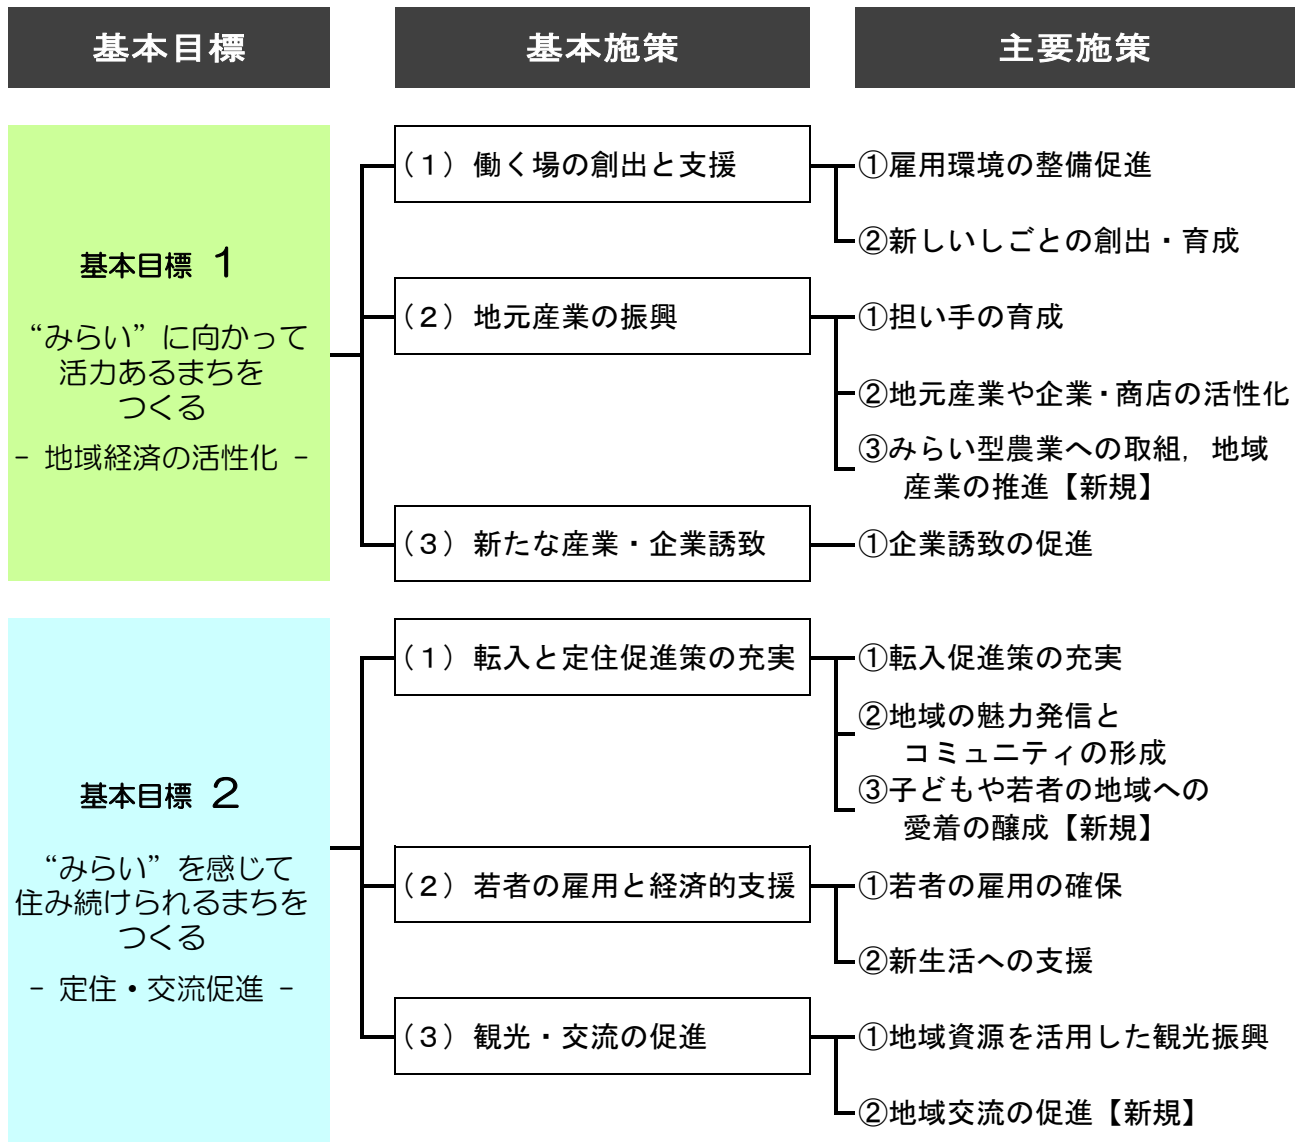 基本目標
基本施策
主要施策
基本目標 1
“みらい”に向かって
活力あるまちを
つくる
- 地域経済の活性化 -
（１）働く場の創出と支援
①雇用環境の整備促進
②新しいしごとの創出・育成
（２）地元産業の振興
①担い手の育成
②地元産業や企業・商店の活性化
③みらい型農業への取組，地域
産業の推進【新規】
（３）新たな産業・企業誘致
①企業誘致の促進
基本目標 2
“みらい”を感じて
住み続けられるまちを
つくる
- 定住・交流促進 -
（１）転入と定住促進策の充実
①転入促進策の充実
②地域の魅力発信と
コミュニティの形成
③子どもや若者の地域への
愛着の醸成【新規】
（２）若者の雇用と経済的支援
①若者の雇用の確保
②新生活への支援
（３）観光・交流の促進
①地域資源を活用した観光振興
②地域交流の促進【新規】